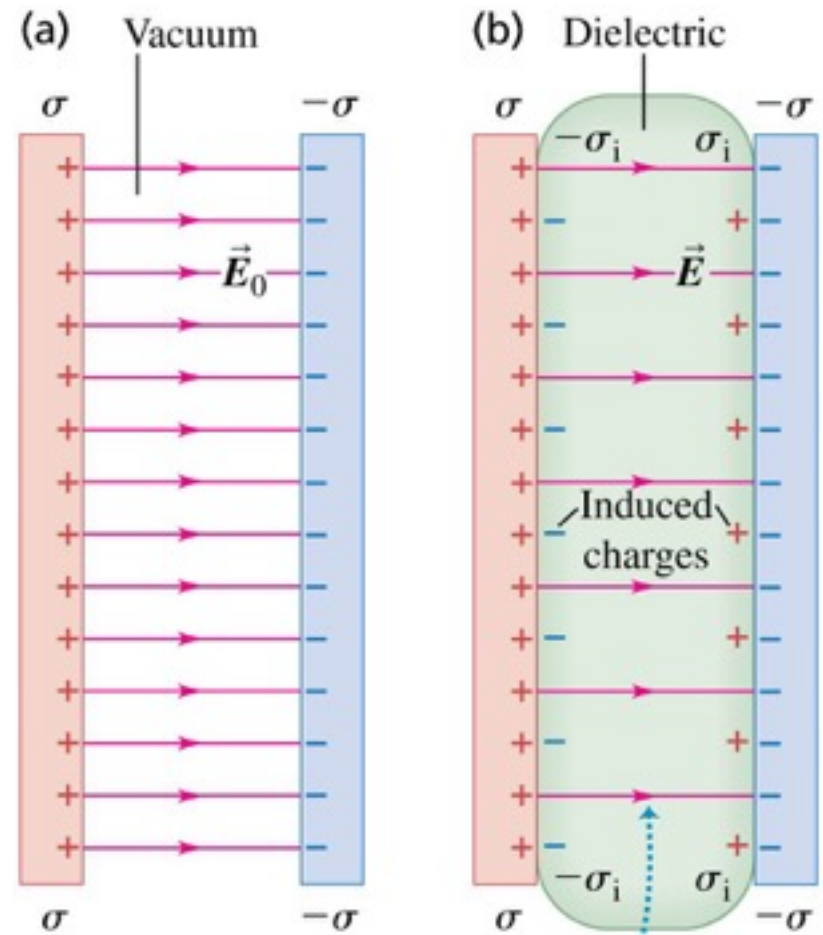 (a) Vacuum
σ −σ
E⃗₀
σ −σ
(b) Dielectric
σ −σ
−σᵢ σᵢ
E⃗
Induced
charges
−σᵢ σᵢ
σ −σ